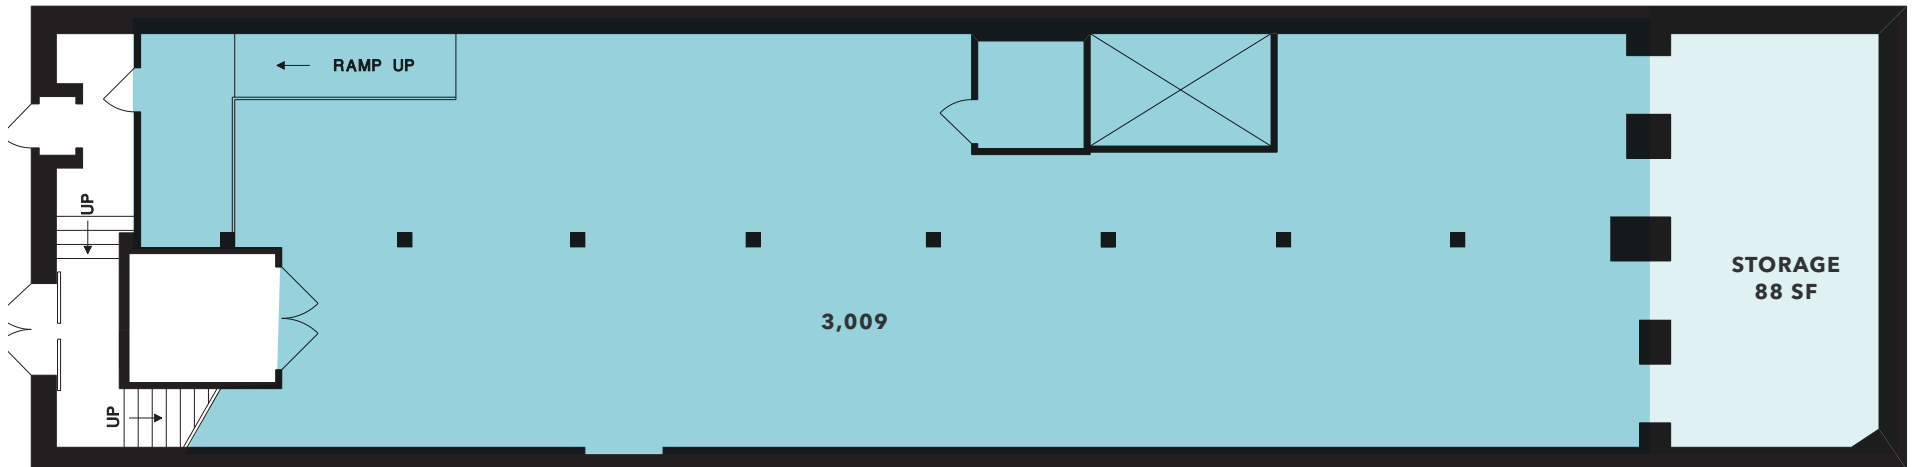 RAMP UP
UP
STORAGE
88 SF
3,009
UP